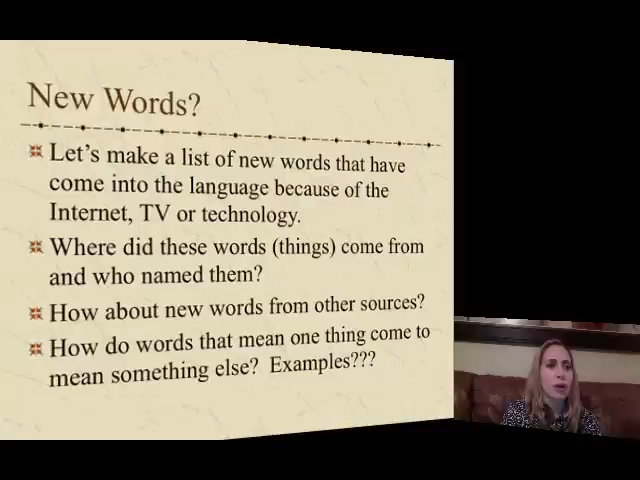 New Words?
Let's make a list of new words that have
come into the language because of the
Internet, TV or technology.
Where did these words (things) come from
and who named them?
How about new words from other sources?
How do words that mean one thing come to
mean something else?  Examples???